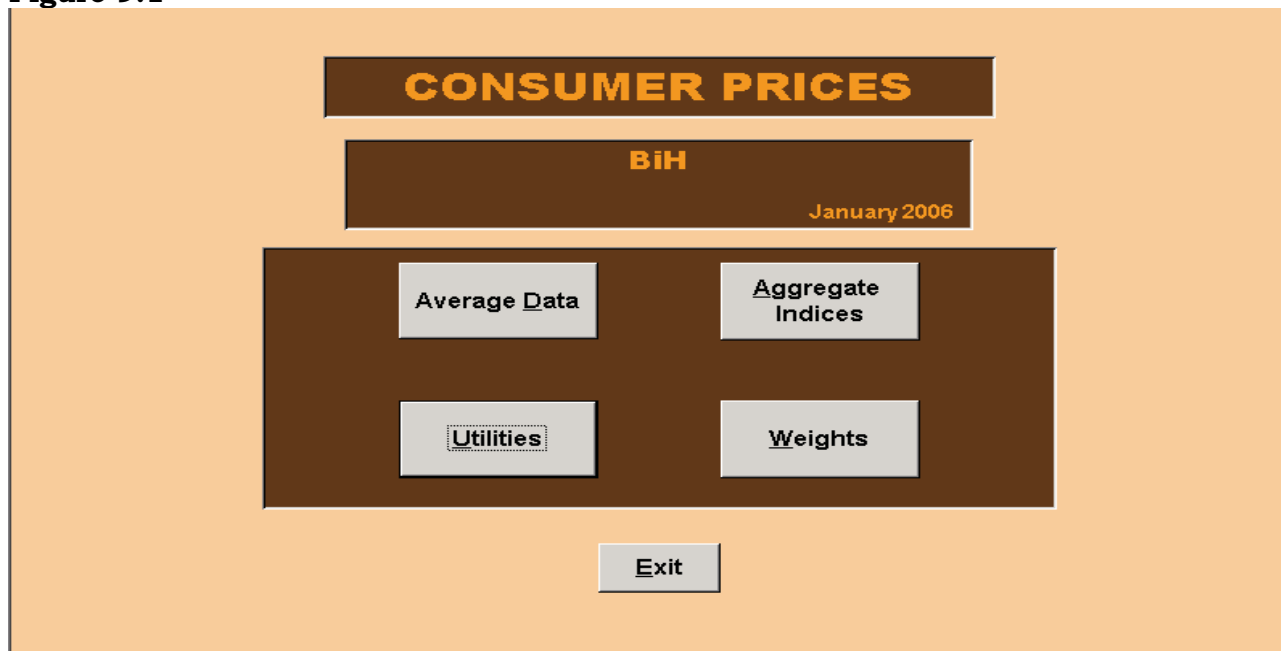 CONSUMER PRICES
BiH
January 2006
Average Data
Aggregate
Indices
Utilities
Weights
Exit